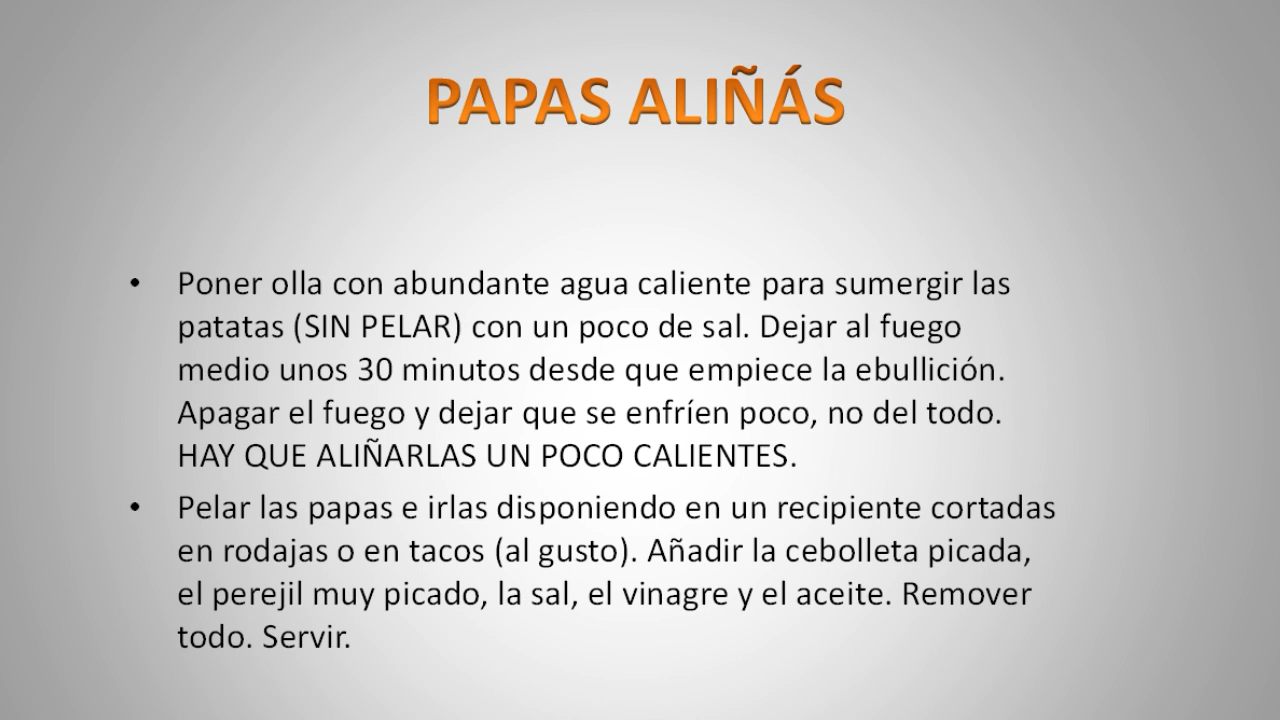 PAPAS ALIÑÁS
• Poner olla con abundante agua caliente para sumergir las
patatas (SIN PELAR) con un poco de sal. Dejar al fuego
medio unos 30 minutos desde que empiece la ebullición.
Apagar el fuego y dejar que se enfríen poco, no del todo.
HAY QUE ALIÑARLAS UN POCO CALIENTES.
• Pelar las papas e irlas disponiendo en un recipiente cortadas
en rodajas o en tacos (al gusto). Añadir la cebolleta picada,
el perejil muy picado, la sal, el vinagre y el aceite. Remover
todo. Servir.